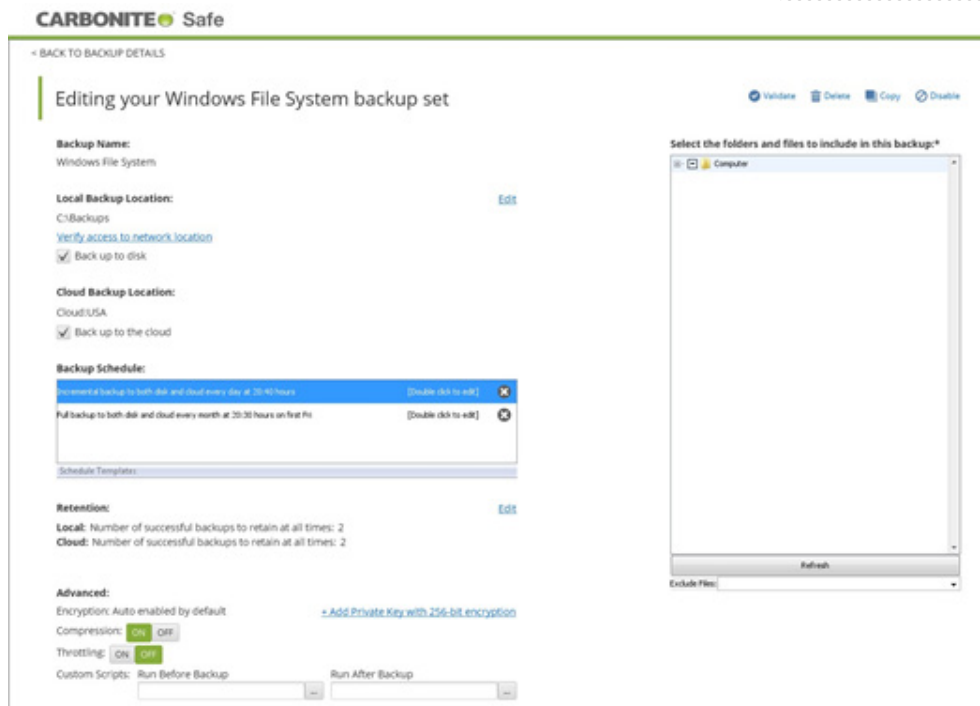 CARBONITE Safe
< BACK TO BACKUP DETAILS
Editing your Windows File System backup set
Validate Delete Copy Disable
Backup Name:
Windows File System
Local Backup Location:
Edit
C:\Backups
Verify access to network location
Back up to disk
Cloud Backup Location:
Cloud:USA
Back up to the cloud
Backup Schedule:
Incremental backup to both disk and cloud every day at 20:40 hours [Double click to edit]
Full backup to both disk and cloud every month at 20:30 hours on first Fri [Double click to edit]
Schedule Templates
Retention:
Edit
Local: Number of successful backups to retain at all times: 2
Cloud: Number of successful backups to retain at all times: 2
Advanced:
Encryption: Auto enabled by default + Add Private Key with 256-bit encryption
Compression: ON OFF
Throttling: ON OFF
Custom Scripts: Run Before Backup Run After Backup
... ...
Select the folders and files to include in this backup:*
Computer
Refresh
Exclude Files: